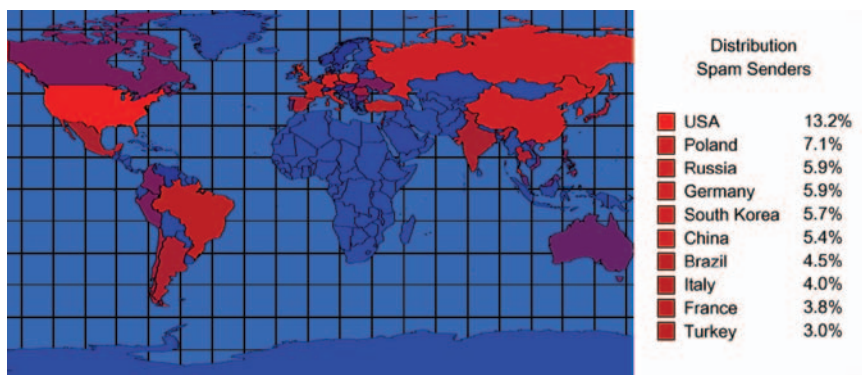 Distribution
Spam Senders
USA 13.2%
Poland 7.1%
Russia 5.9%
Germany 5.9%
South Korea 5.7%
China 5.4%
Brazil 4.5%
Italy 4.0%
France 3.8%
Turkey 3.0%